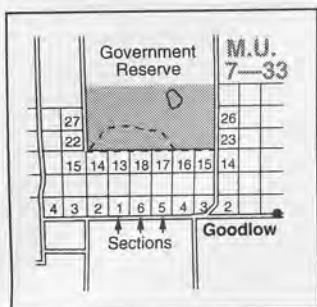 Government
Reserve
M.U.
7—33
27
26
22
23
15 14 13 18 17 16 15 14
4 3 2 1 6 5 4 3 2
Sections
Goodlow